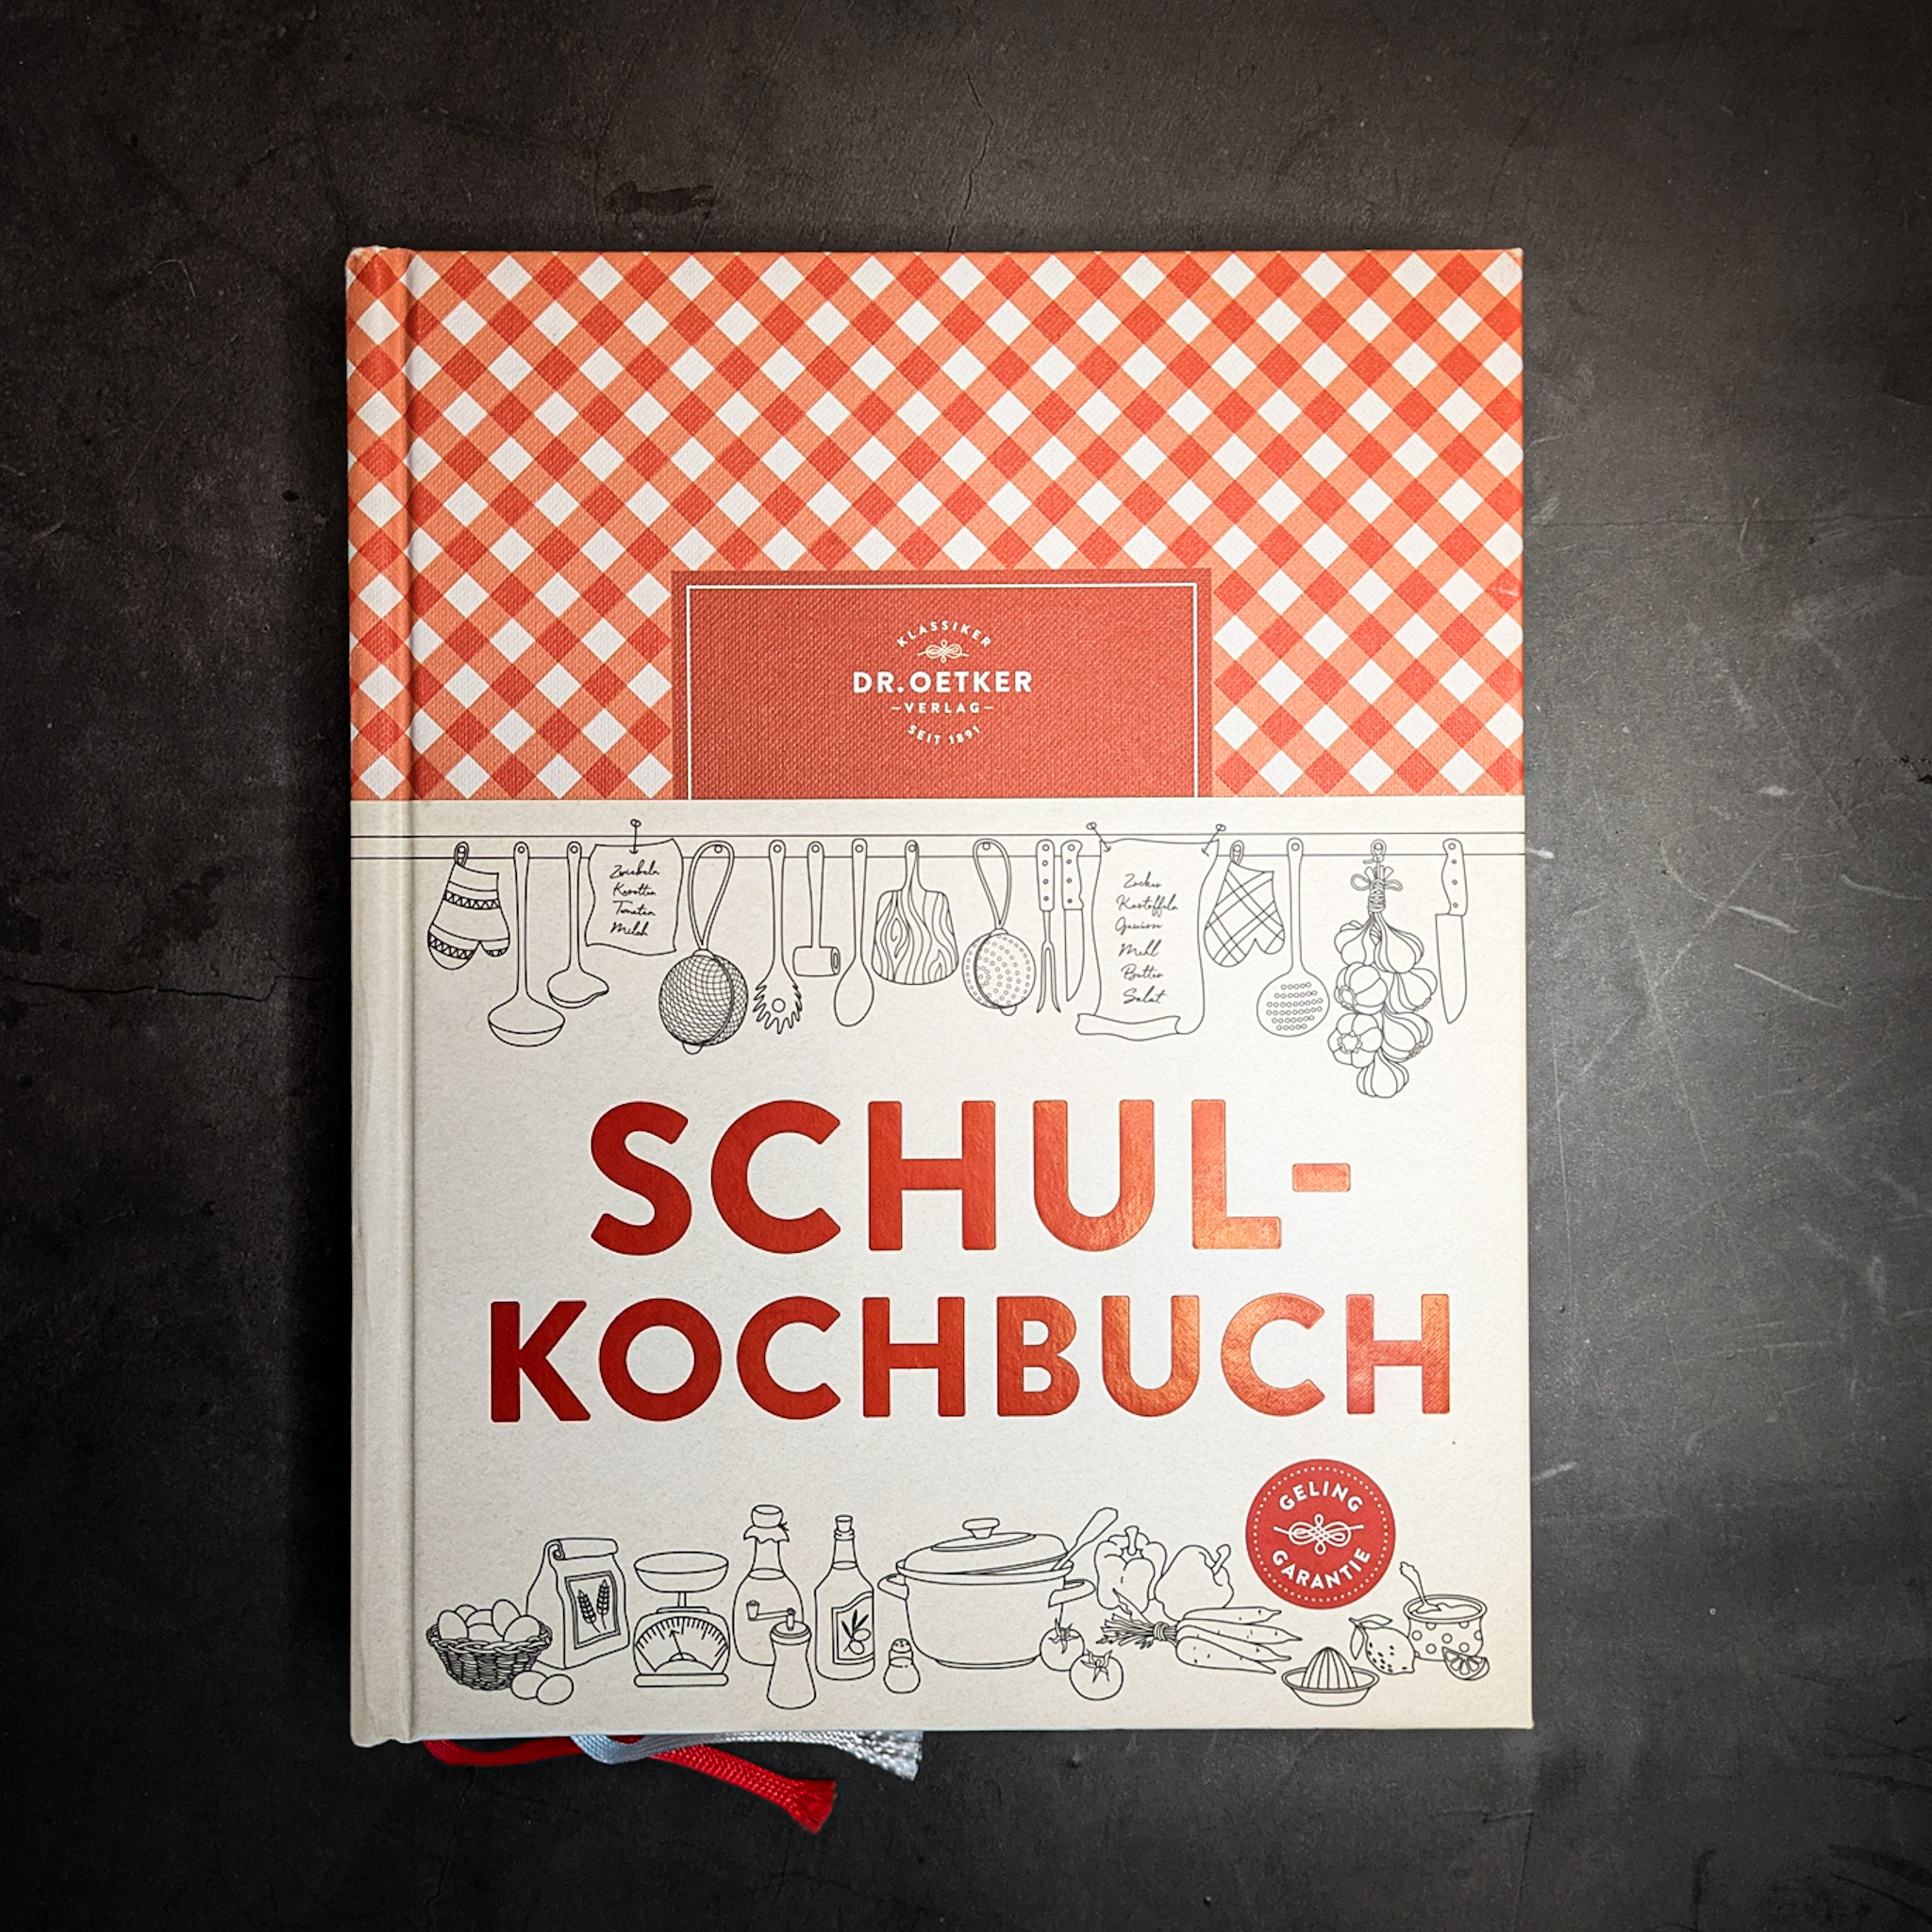 KLASSIKER
DR. OETKER
-VERLAG-
SEIT 1891
Zwiebeln
Karotten
Tomaten
Milch
Zucker
Kartoffeln
Gewürze
Mehl
Butter
Salat
SCHUL-
KOCHBUCH
GELING
GARANTIE